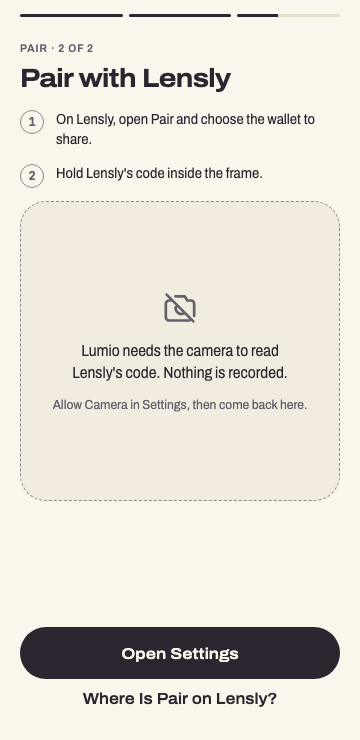 PAIR · 2 OF 2
Pair with Lensly
1 On Lensly, open Pair and choose the wallet to
share.
2 Hold Lensly's code inside the frame.
Lumio needs the camera to read
Lensly's code. Nothing is recorded.
Allow Camera in Settings, then come back here.
Open Settings
Where Is Pair on Lensly?